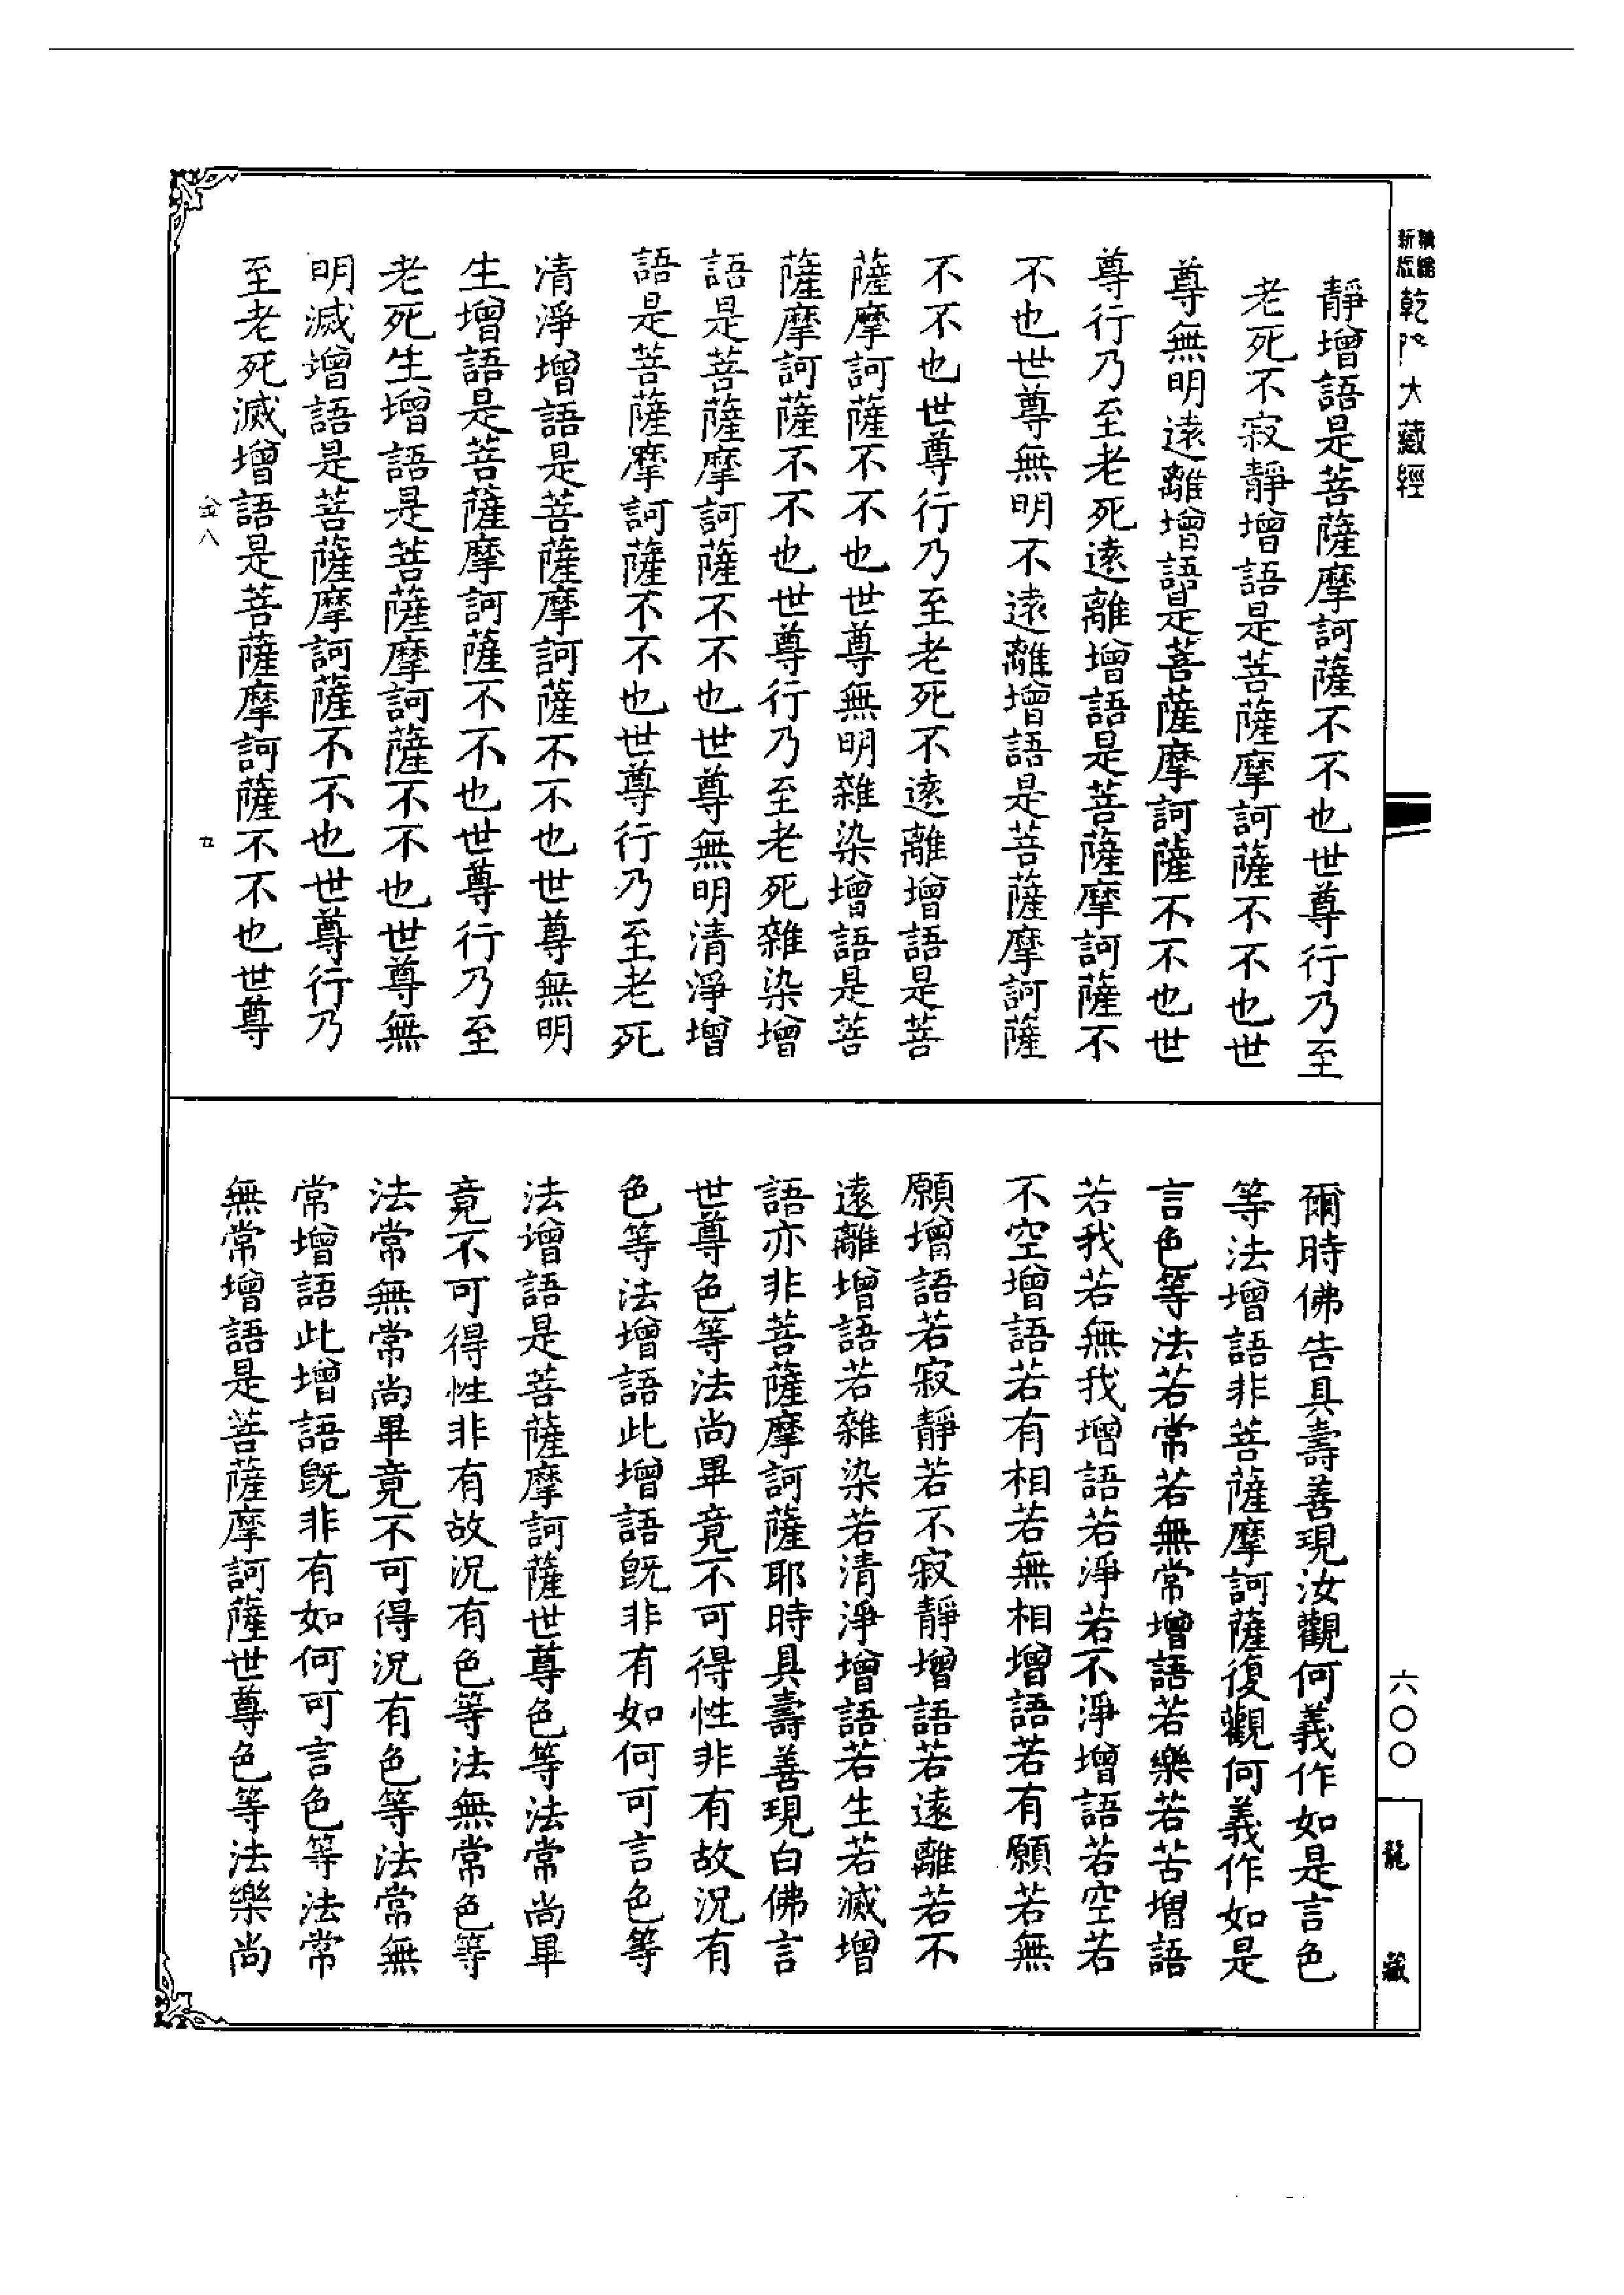 乾 大藏經
靜增語是菩薩摩訶薩不不也世尊行乃至
老死不寂靜增語是菩薩摩訶薩不不也世
尊無明遠離增語是菩薩摩訶薩不不也世
尊行乃至老死遠離增語是菩薩摩訶薩不
不也世尊無明不遠離增語是菩薩摩訶薩
不不也世尊行乃至老死不遠離增語是菩
薩摩訶薩不不也世尊無明雜染增語是菩
薩摩訶薩不不也世尊行乃至老死雜染增
語是菩薩摩訶薩不不也世尊無明清淨增
語是菩薩摩訶薩不不也世尊行乃至老死
清淨增語是菩薩摩訶薩不不也世尊無明
生增語是菩薩摩訶薩不不也世尊行乃至
老死生增語是菩薩摩訶薩不不也世尊無
明滅增語是菩薩摩訶薩不不也世尊行乃
至老死滅增語是菩薩摩訶薩不不也世尊
八 五
爾時佛告具壽善現汝觀何義作如是言色
等法增語非菩薩摩訶薩復觀何義作如是
言色等法若常若無常增語若樂若苦增語
若我若無我增語若淨若不淨增語若空若
不空增語若有相若無相增語若有願若無
願增語若寂靜若不寂靜增語若遠離若不
遠離增語若雜染若清淨增語若生若滅增
語亦非菩薩摩訶薩耶時具壽善現白佛言
世尊色等法尚畢竟不可得性非有故況有
色等法增語此增語旣非有如何可言色等
法增語是菩薩摩訶薩世尊色等法常尚畢
竟不可得性非有故況有色等法無常色等
法常無常尚畢竟不可得況有色等法常無
常增語此增語旣非有如何可言色等法常
無常增語是菩薩摩訶薩世尊色等法樂尚
六〇〇
龍藏